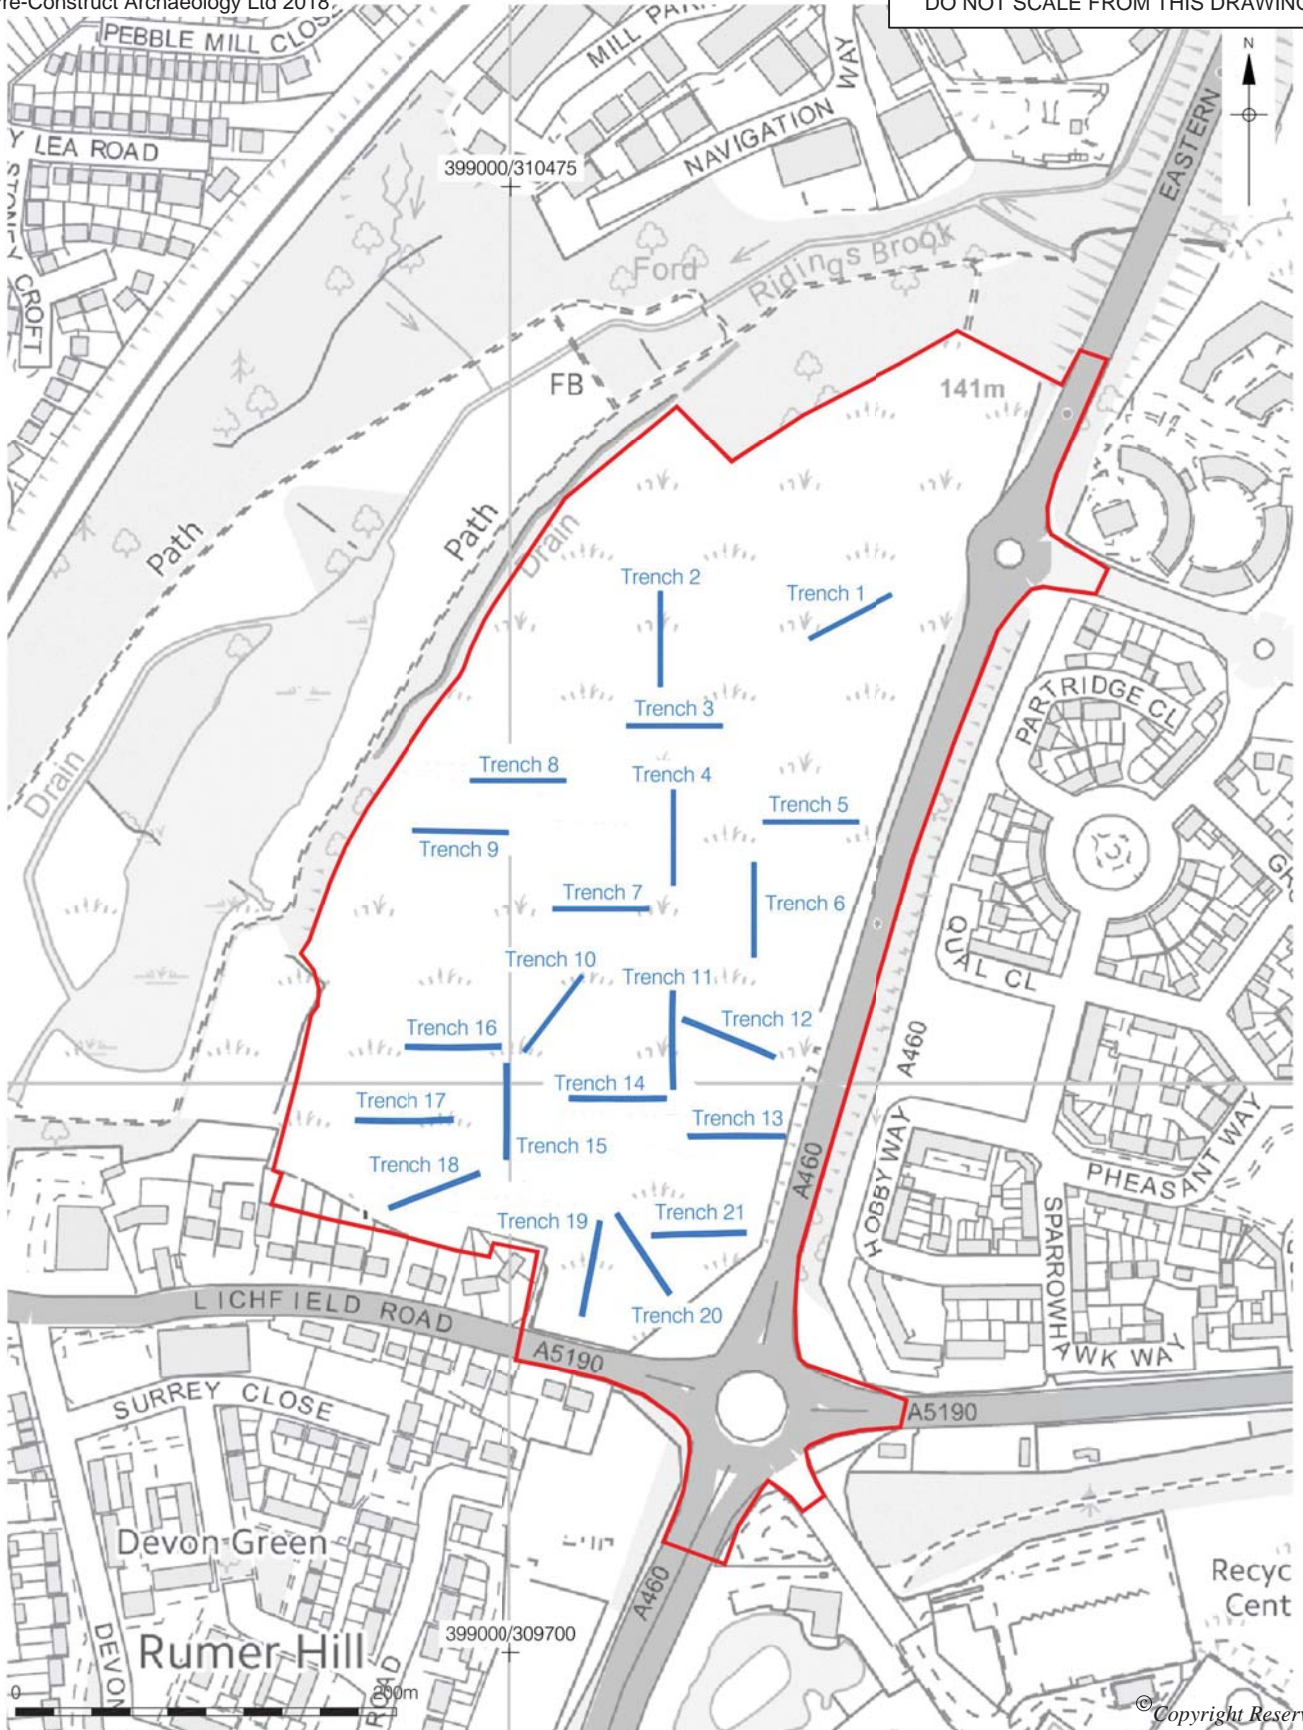 re-Construct Archaeology Ltd 2018
DO NOT SCALE FROM THIS DRAWING
PEBBLE MILL CLOSE
MILL PARK
N
NAVIGATION WAY
EASTERN
LEA ROAD
399000/310475
STONEY CROFT
Ford
Ridings Brook
FB
141m
Path
Path
Drain
Trench 2
Trench 1
PARTRIDGE CL
Trench 3
Drain
Trench 8
Trench 4
Trench 5
Trench 9
Trench 7
Trench 6
QUAL CL
Trench 10
Trench 11
Trench 16
Trench 12
A460
Trench 14
Trench 17
Trench 13
Trench 15
Trench 18
A460
HOBBY WAY
PHEASANT WAY
Trench 19
Trench 21
SPARROWHAWK WAY
Trench 20
LICHFIELD ROAD
A5190
SURREY CLOSE
A5190
Devon Green
Recyc
Cent
A460
399000/309700
Rumer Hill
DEVON
ROAD
0
200m
© Copyright Reser